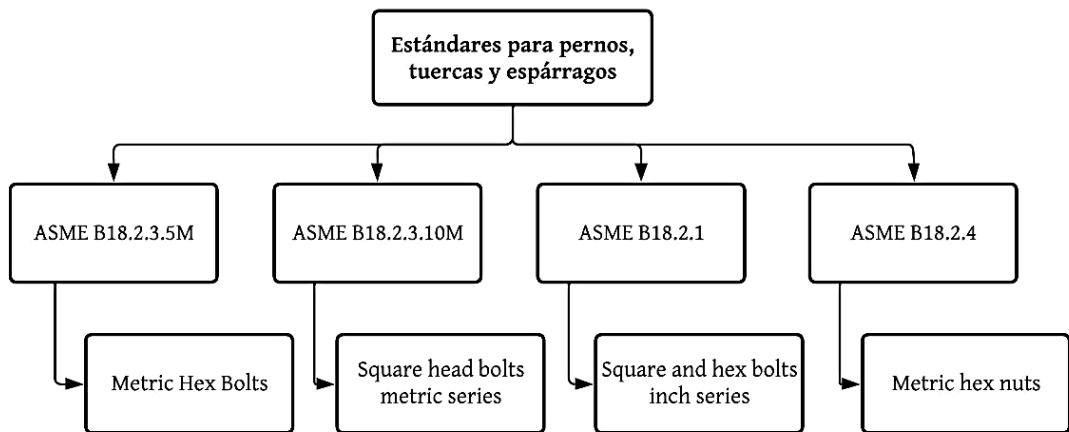 Estándares para pernos,
tuercas y espárragos
ASME B18.2.3.5M
ASME B18.2.3.10M
ASME B18.2.1
ASME B18.2.4
Metric Hex Bolts
Square head bolts
metric series
Square and hex bolts
inch series
Metric hex nuts